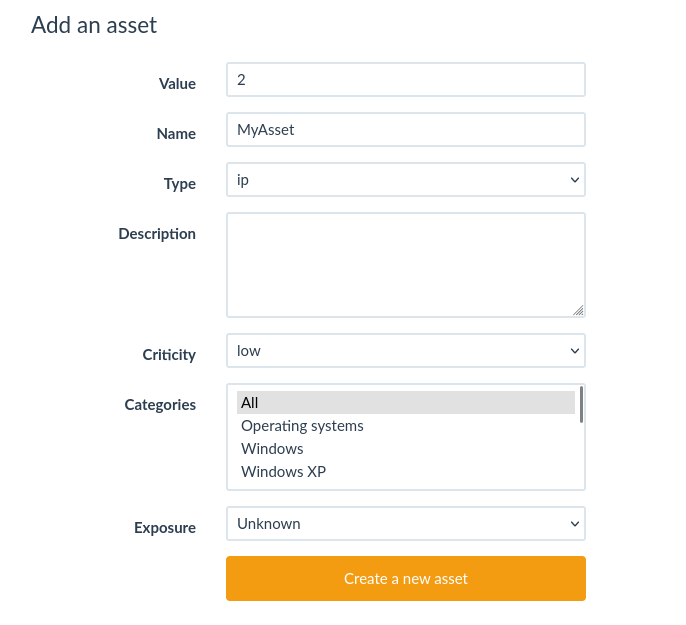 Add an asset
Value 2
Name MyAsset
Type ip
Description
Criticity low
Categories All
Operating systems
Windows
Windows XP
Exposure Unknown
Create a new asset